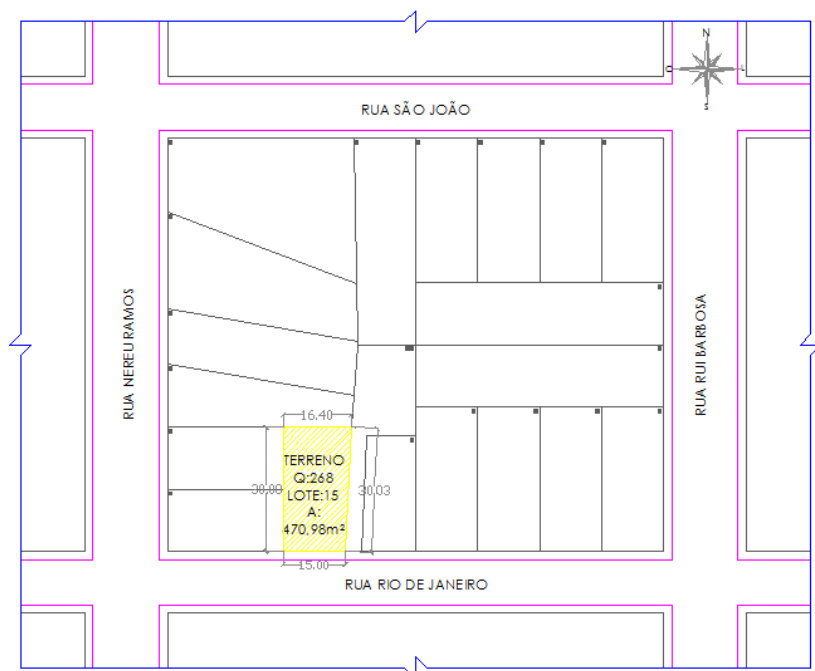 N
O
L
S
RUA SÃO JOÃO
RUA NEREU RAMOS
RUA RUI BARBOSA
16.40
TERRENO
Q:268
LOTE:15
A:
470,98m²
30.00
30.03
15.00
RUA RIO DE JANEIRO